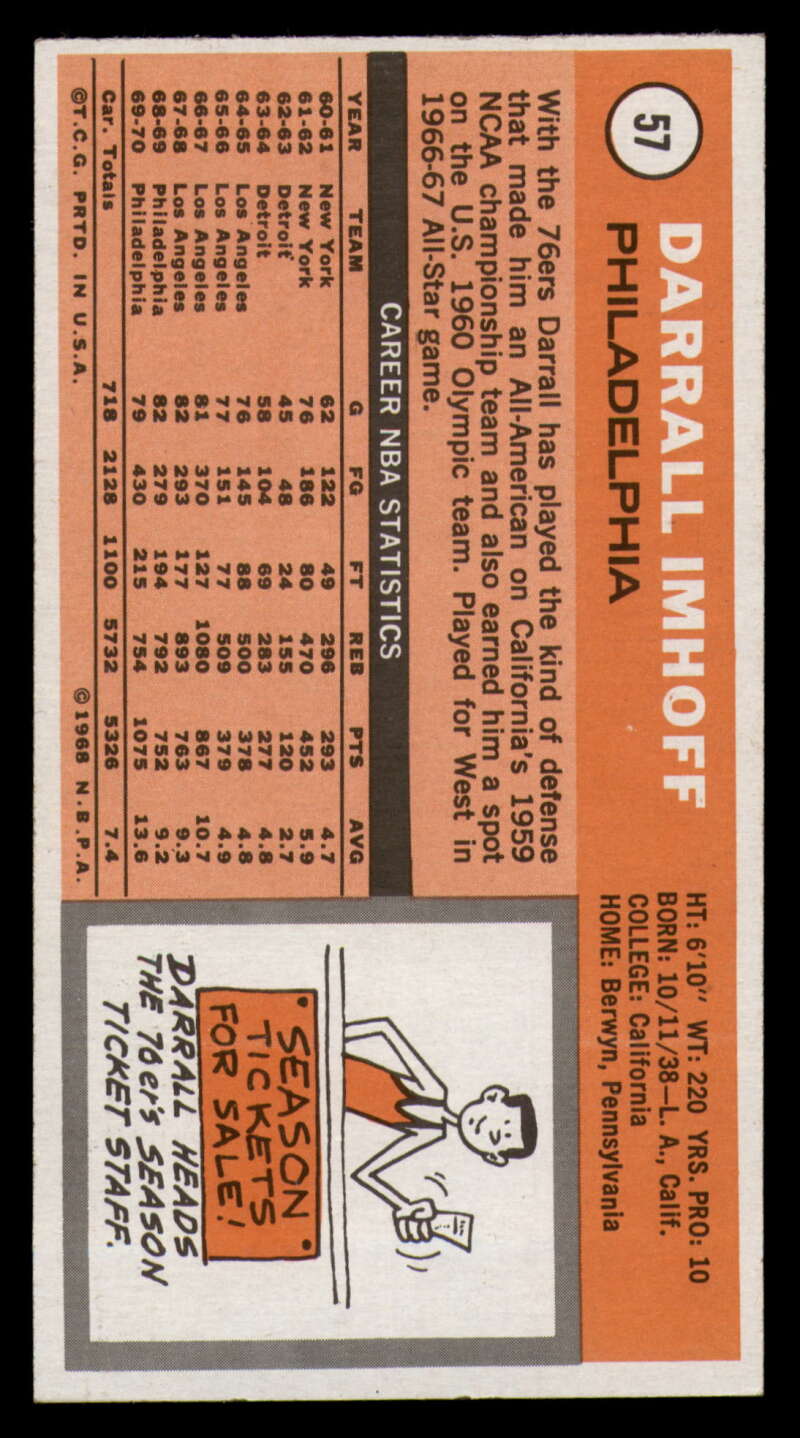 57
DARRALL IMHOFF
PHILADELPHIA
HT: 6'10" WT: 220 YRS. PRO: 10
BORN: 10/11/38—L. A., Calif.
COLLEGE: California
HOME: Berwyn, Pennsylvania
With the 76ers Darrall has played the kind of defense
that made him an All-American on California's 1959
NCAA championship team and also earned him a spot
on the U.S. 1960 Olympic team. Played for West in
1966-67 All-Star game.
CAREER NBA STATISTICS
YEAR TEAM G FG FT REB PTS AVG
60-61 New York 62 122 49 296 293 4.7
61-62 New York 76 186 80 470 452 5.9
62-63 Detroit 45 48 24 155 120 2.7
63-64 Detroit 58 104 69 283 277 4.8
64-65 Los Angeles 76 145 88 500 378 4.8
65-66 Los Angeles 77 151 77 509 379 4.9
66-67 Los Angeles 81 370 127 1080 867 10.7
67-68 Los Angeles 82 293 177 893 763 9.3
68-69 Philadelphia 82 279 194 792 752 9.2
69-70 Philadelphia 79 430 215 754 1075 13.6
Car. Totals 718 2128 1100 5732 5326 7.4
©T.C.G. PRTD. IN U.S.A. ©1968 N.B.P.A.
SEASON
TICKETS
FOR SALE!
DARRALL HEADS
THE 76er's SEASON
TICKET STAFF.